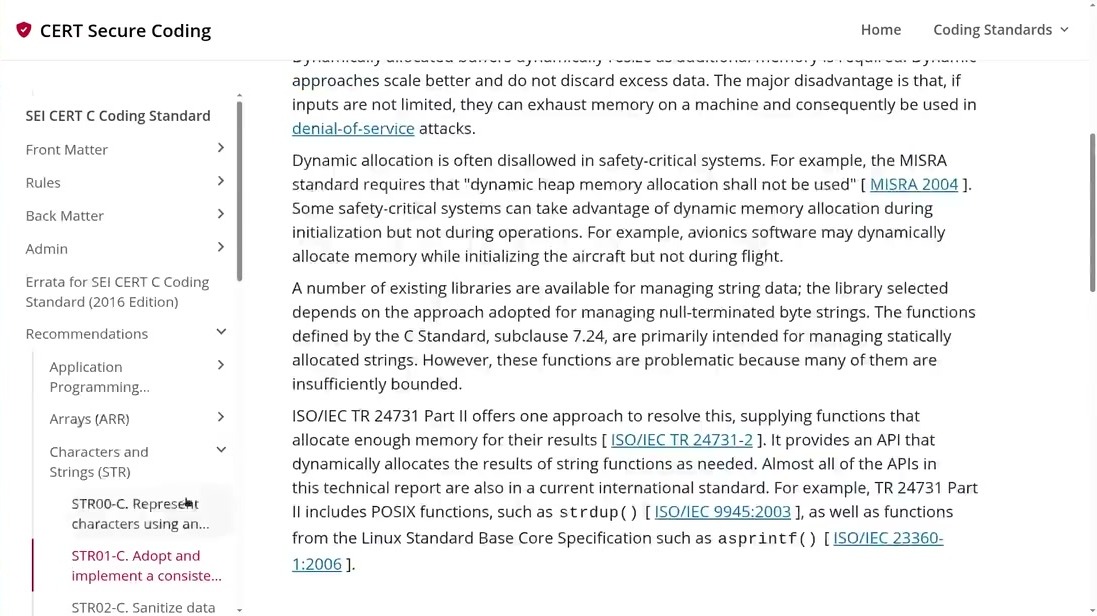 CERT Secure Coding
Home
Coding Standards
SEI CERT C Coding Standard
Front Matter
Rules
Back Matter
Admin
Errata for SEI CERT C Coding
Standard (2016 Edition)
Recommendations
Application
Programming...
Arrays (ARR)
Characters and
Strings (STR)
STR00-C. Represent
characters using an...
STR01-C. Adopt and
implement a consiste...
STR02-C. Sanitize data
Dynamically allocated buffers dynamically resize as additional memory is required. Dynamic
approaches scale better and do not discard excess data. The major disadvantage is that, if
inputs are not limited, they can exhaust memory on a machine and consequently be used in
denial-of-service attacks.
Dynamic allocation is often disallowed in safety-critical systems. For example, the MISRA
standard requires that "dynamic heap memory allocation shall not be used" [ MISRA 2004 ].
Some safety-critical systems can take advantage of dynamic memory allocation during
initialization but not during operations. For example, avionics software may dynamically
allocate memory while initializing the aircraft but not during flight.
A number of existing libraries are available for managing string data; the library selected
depends on the approach adopted for managing null-terminated byte strings. The functions
defined by the C Standard, subclause 7.24, are primarily intended for managing statically
allocated strings. However, these functions are problematic because many of them are
insufficiently bounded.
ISO/IEC TR 24731 Part II offers one approach to resolve this, supplying functions that
allocate enough memory for their results [ ISO/IEC TR 24731-2 ]. It provides an API that
dynamically allocates the results of string functions as needed. Almost all of the APIs in
this technical report are also in a current international standard. For example, TR 24731 Part
II includes POSIX functions, such as strdup() [ ISO/IEC 9945:2003 ], as well as functions
from the Linux Standard Base Core Specification such as asprintf() [ ISO/IEC 23360-
1:2006 ].